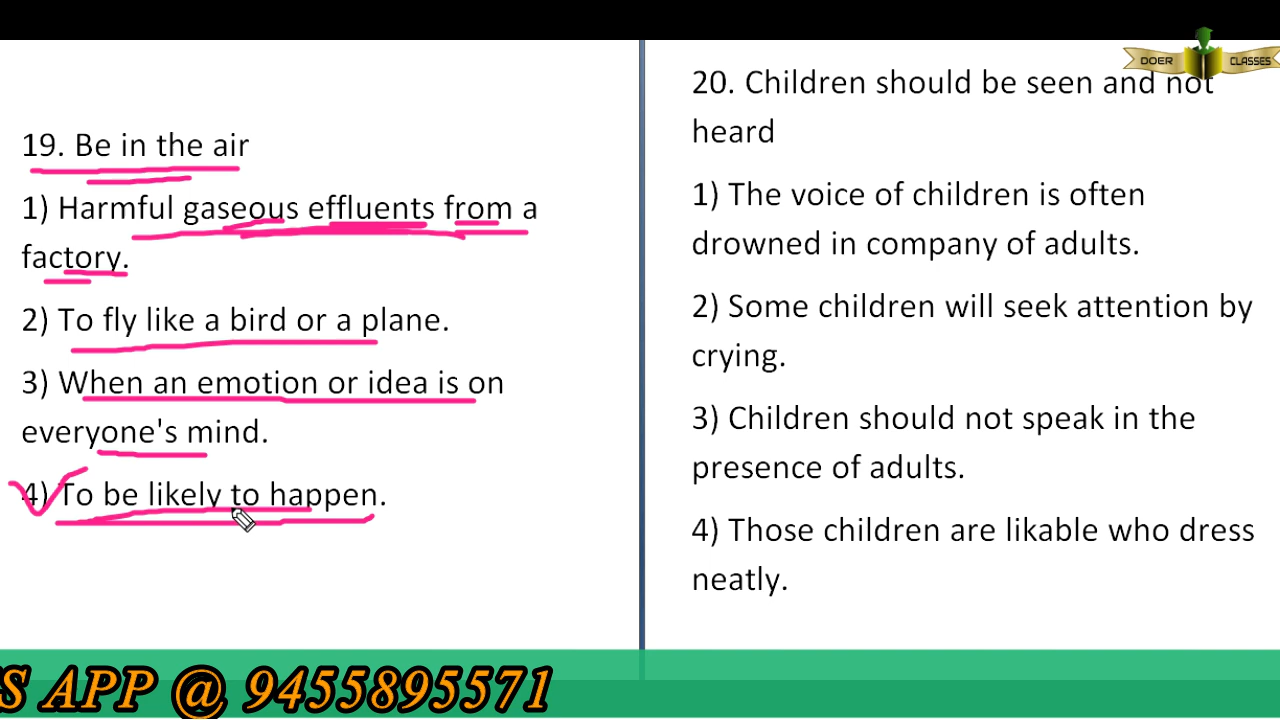 DOER CLASSES
19. Be in the air
1) Harmful gaseous effluents from a
factory.
2) To fly like a bird or a plane.
3) When an emotion or idea is on
everyone's mind.
4) To be likely to happen.
20. Children should be seen and not
heard
1) The voice of children is often
drowned in company of adults.
2) Some children will seek attention by
crying.
3) Children should not speak in the
presence of adults.
4) Those children are likable who dress
neatly.
S APP @ 9455895571